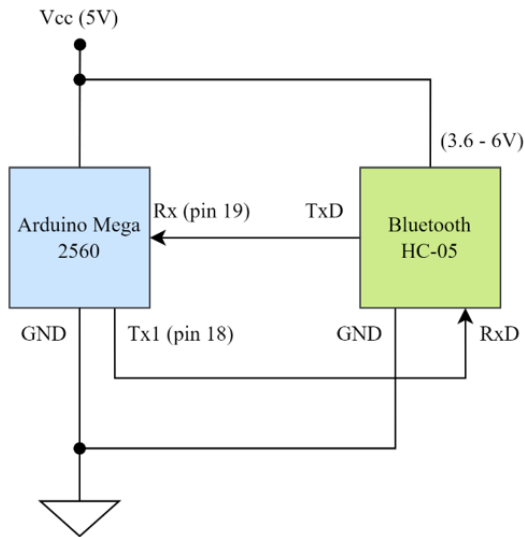 Vcc (5V)
(3.6 - 6V)
Arduino Mega
2560
Rx (pin 19)
TxD
Bluetooth
HC-05
GND
Tx1 (pin 18)
GND
RxD